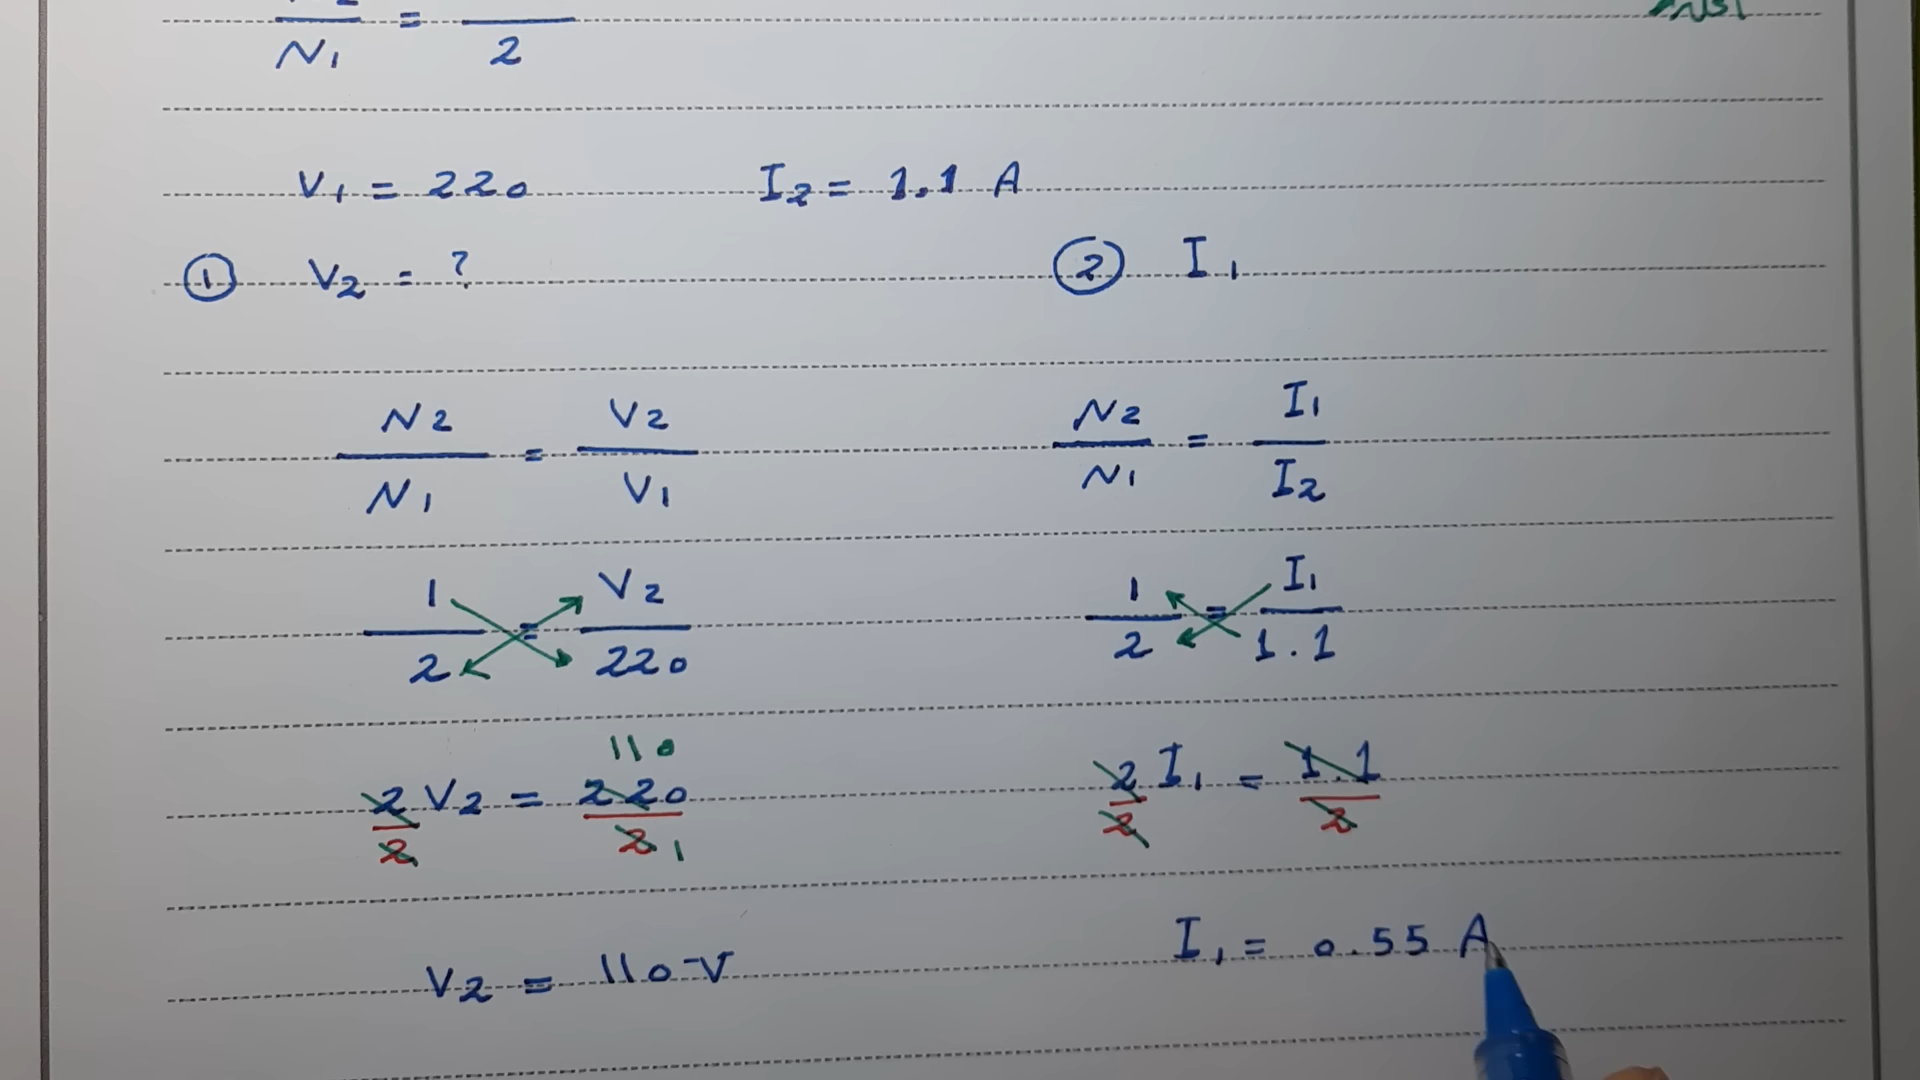 N1 = 2
V1 = 220 I2 = 1.1 A
① V2 = ?
② I1
N2 / N1 = V2 / V1
N2 / N1 = I1 / I2
1 / 2 = V2 / 220
1 / 2 = I1 / 1.1
110
2 V2 = 220
2 2 1
2 I1 = 1.1
2 2
V2 = 110 V
I1 = 0.55 A